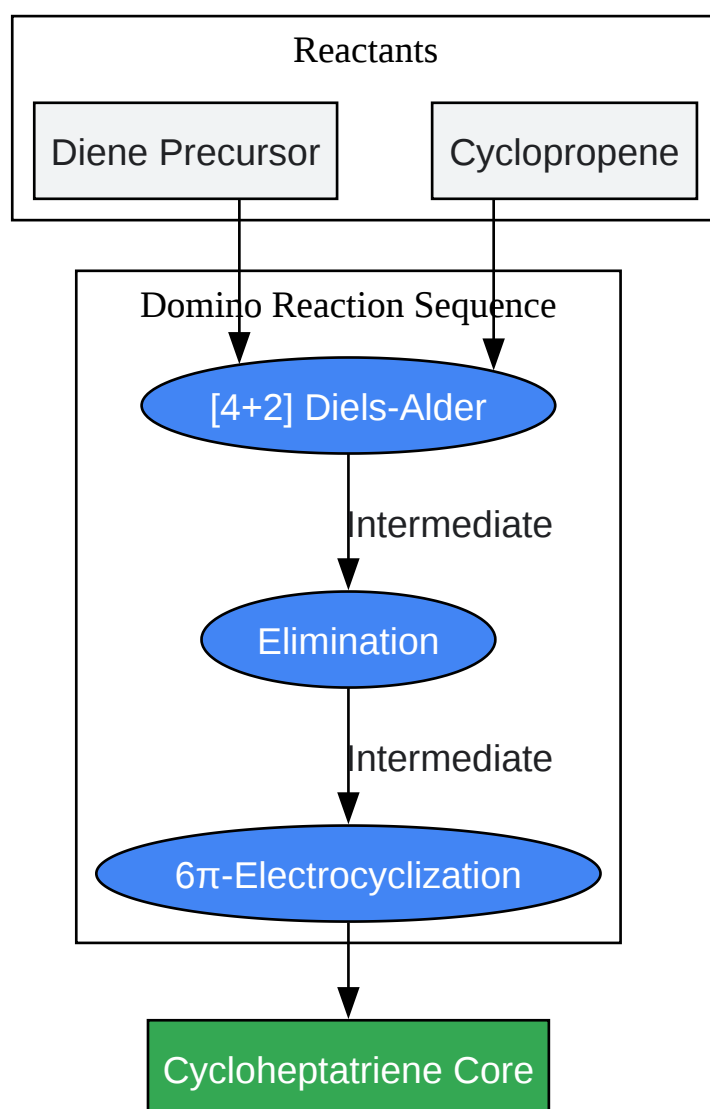 Reactants
Diene Precursor
Cyclopropene
Domino Reaction Sequence
[4+2] Diels-Alder
Intermediate
Elimination
Intermediate
6π-Electrocyclization
Cycloheptatriene Core